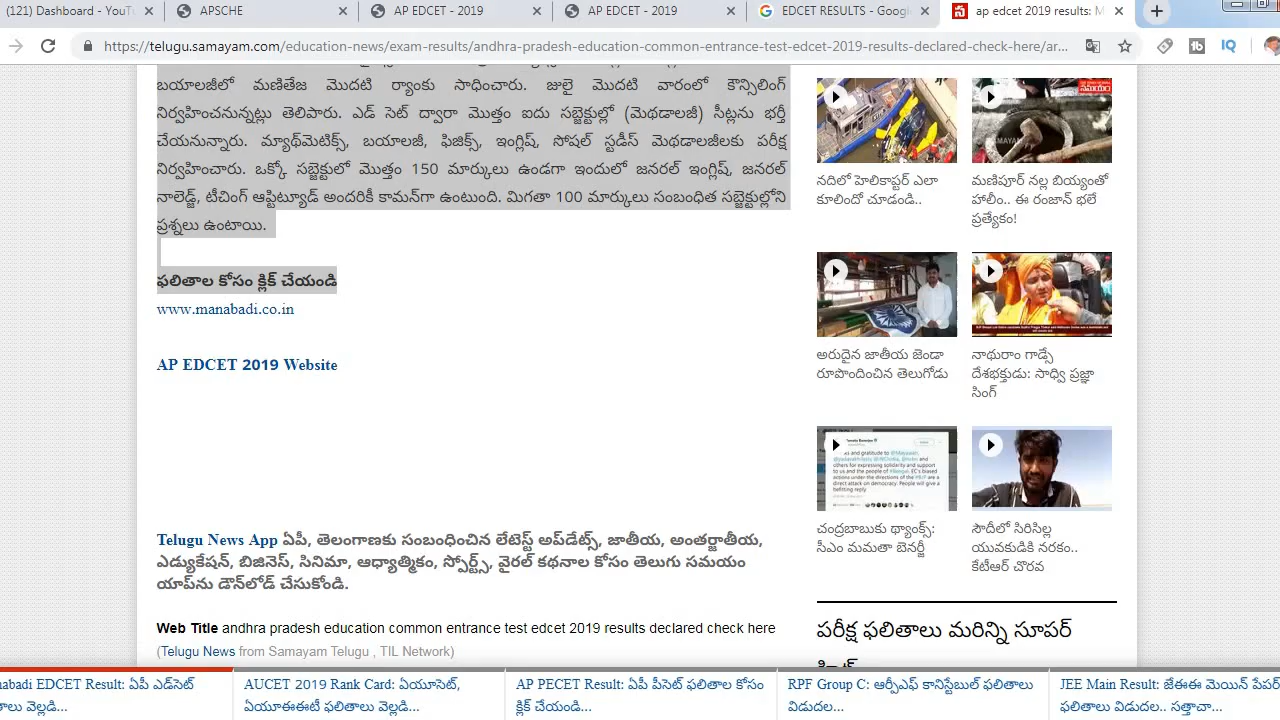 (121) Dashboard - YouTu
APSCHE
AP EDCET - 2019
AP EDCET - 2019
EDCET RESULTS - Googl
ap edcet 2019 results: M
https://telugu.samayam.com/education-news/exam-results/andhra-pradesh-education-common-entrance-test-edcet-2019-results-declared-check-here/ar...
బయాలజీలో మణితేజ మొదటి ర్యాంకు సాధించారు. జులై మొదటి వారంలో కౌన్సిలింగ్
నిర్వహించనున్నట్లు తెలిపారు. ఎడ్ సెట్ ద్వారా మొత్తం ఐదు సబ్జెక్టుల్లో (మెథడాలజీ) సీట్లను భర్తీ
చేయనున్నారు. మ్యాథ్‌మెటిక్స్, బయాలజీ, ఫిజిక్స్, ఇంగ్లిష్, సోషల్ స్టడీస్ మెథడాలజీలకు పరీక్ష
నిర్వహించారు. ఒక్కో సబ్జెక్టులో మొత్తం 150 మార్కులు ఉండగా ఇందులో జనరల్ ఇంగ్లిష్, జనరల్
నాలెడ్జ్, టీచింగ్ ఆప్టిట్యూడ్ అందరికీ కామన్‌గా ఉంటుంది. మిగతా 100 మార్కులు సంబంధిత సబ్జెక్టుల్లోని
ప్రశ్నలు ఉంటాయి.
ఫలితాల కోసం క్లిక్ చేయండి
www.manabadi.co.in
AP EDCET 2019 Website
Telugu News App ఏపీ, తెలంగాణకు సంబంధించిన లేటెస్ట్ అప్‌డేట్స్, జాతీయ, అంతర్జాతీయ,
ఎడ్యుకేషన్, బిజినెస్, సినిమా, ఆధ్యాత్మికం, స్పోర్ట్స్, వైరల్ కథనాల కోసం తెలుగు సమయం
యాప్‌ను డౌన్‌లోడ్ చేసుకోండి.
Web Title andhra pradesh education common entrance test edcet 2019 results declared check here
(Telugu News from Samayam Telugu , TIL Network)
నదిలో హెలికాప్టర్ ఎలా
కూలిందో చూడండి..
మణిపూర్ నల్ల బియ్యంతో
హాలీం.. ఈ రంజాన్ భలే
ప్రత్యేకం!
అరుదైన జాతీయ జెండా
రూపొందించిన తెలుగోడు
నాథురాం గాడ్సే
దేశభక్తుడు: సాధ్వి ప్రజ్ఞా
సింగ్
చంద్రబాబుకు థ్యాంక్స్:
సీఎం మమతా బెనర్జీ
సౌదీలో సిరిసిల్ల
యువకుడికి నరకం..
కేటీఆర్ చొరవ
పరీక్ష ఫలితాలు మరిన్ని సూపర్
nabadi EDCET Result: ఏపీ ఎడ్‌సెట్
తాలు వెల్లడి...
AUCET 2019 Rank Card: ఏయూసెట్,
ఏయూఈఈటీ ఫలితాలు వెల్లడి...
AP PECET Result: ఏపీ పీసెట్ ఫలితాల కోసం
క్లిక్ చేయండి...
RPF Group C: ఆర్పీఎఫ్ కానిస్టేబుల్ ఫలితాలు
విడుదల...
JEE Main Result: జేఈఈ మెయిన్ పేపర్
ఫలితాలు విడుదల.. సత్తాచా...